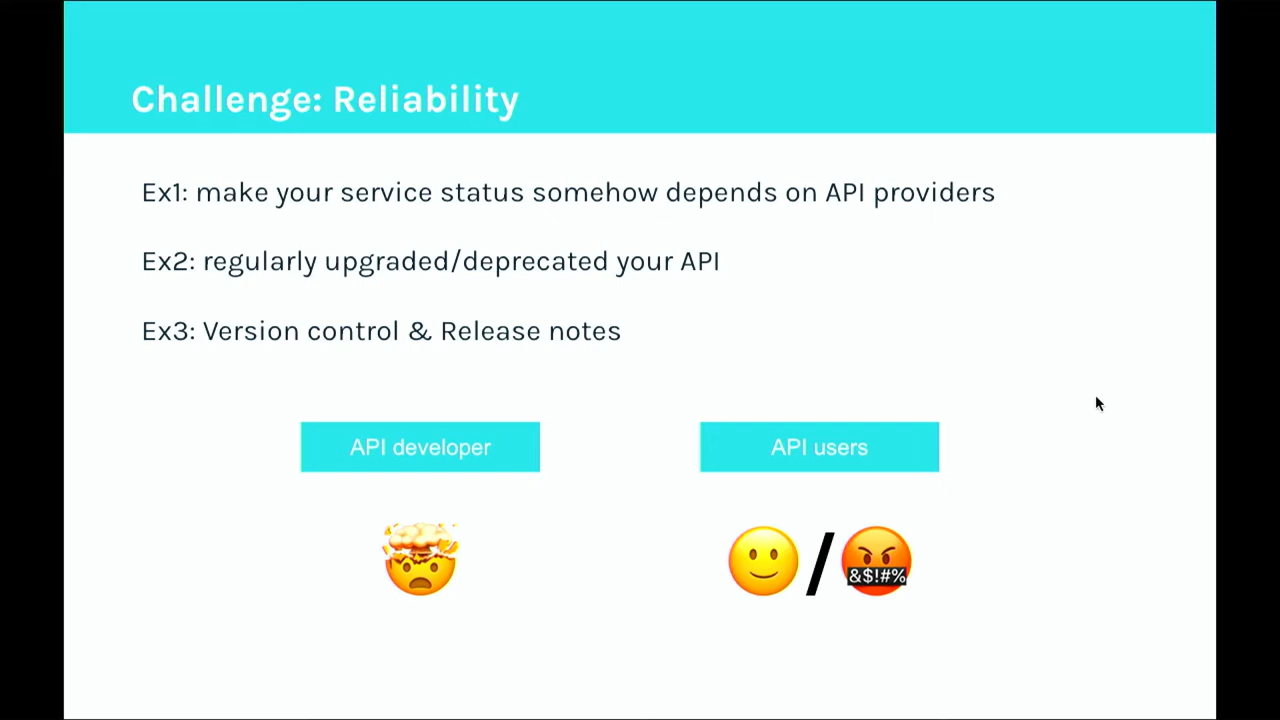 Challenge: Reliability
Ex1: make your service status somehow depends on API providers
Ex2: regularly upgraded/deprecated your API
Ex3: Version control & Release notes
API developer
API users
/
&$!#%